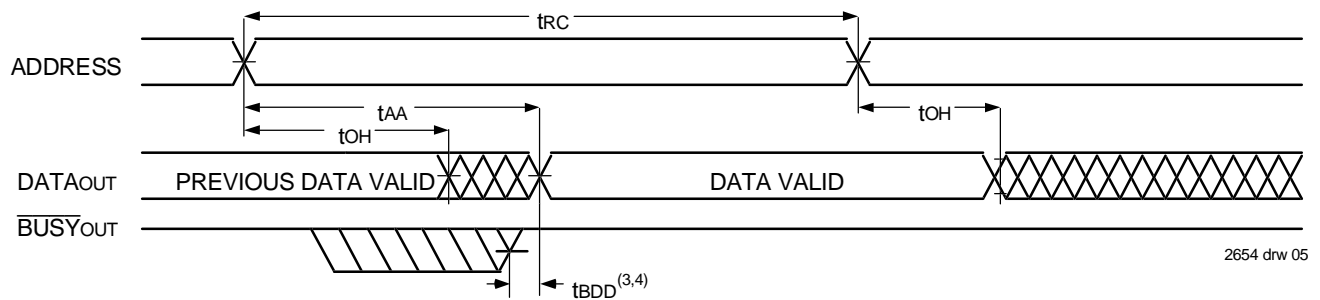 tRC
ADDRESS
tAA
tOH
tOH
DATAOUT
PREVIOUS DATA VALID
DATA VALID
BUSYOUT
tBDD(3,4)
2654 drw 05